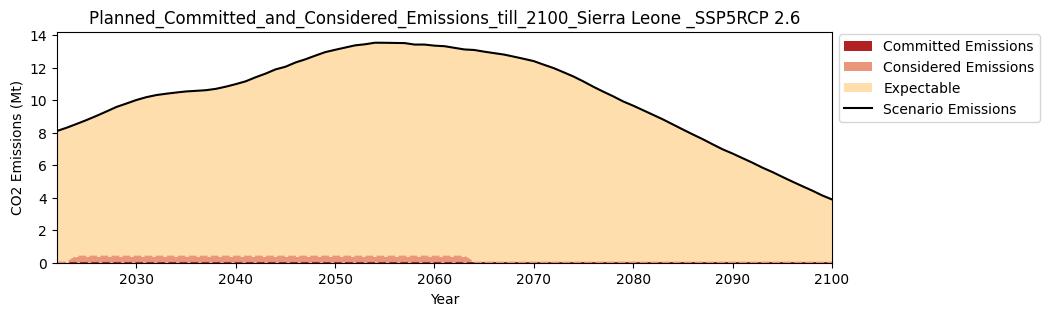 Planned_Committed_and_Considered_Emissions_till_2100_Sierra Leone _SSP5RCP 2.6
14
12
10
8
6
4
2
0
CO2 Emissions (Mt)
2030 2040 2050 2060 2070 2080 2090 2100
Year
Committed Emissions
Considered Emissions
Expectable
Scenario Emissions